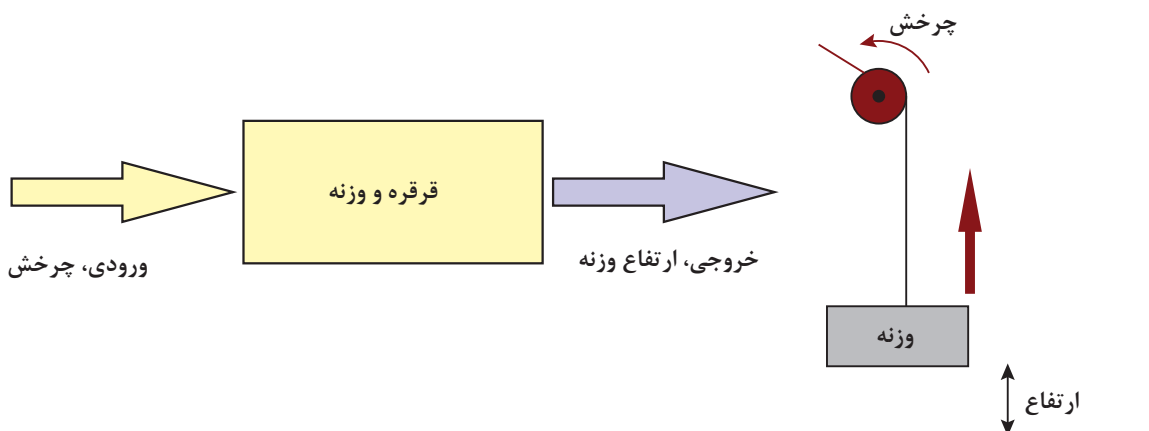 چرخش
قرقره و وزنه
ورودی، چرخش
خروجی، ارتفاع وزنه
وزنه
ارتفاع